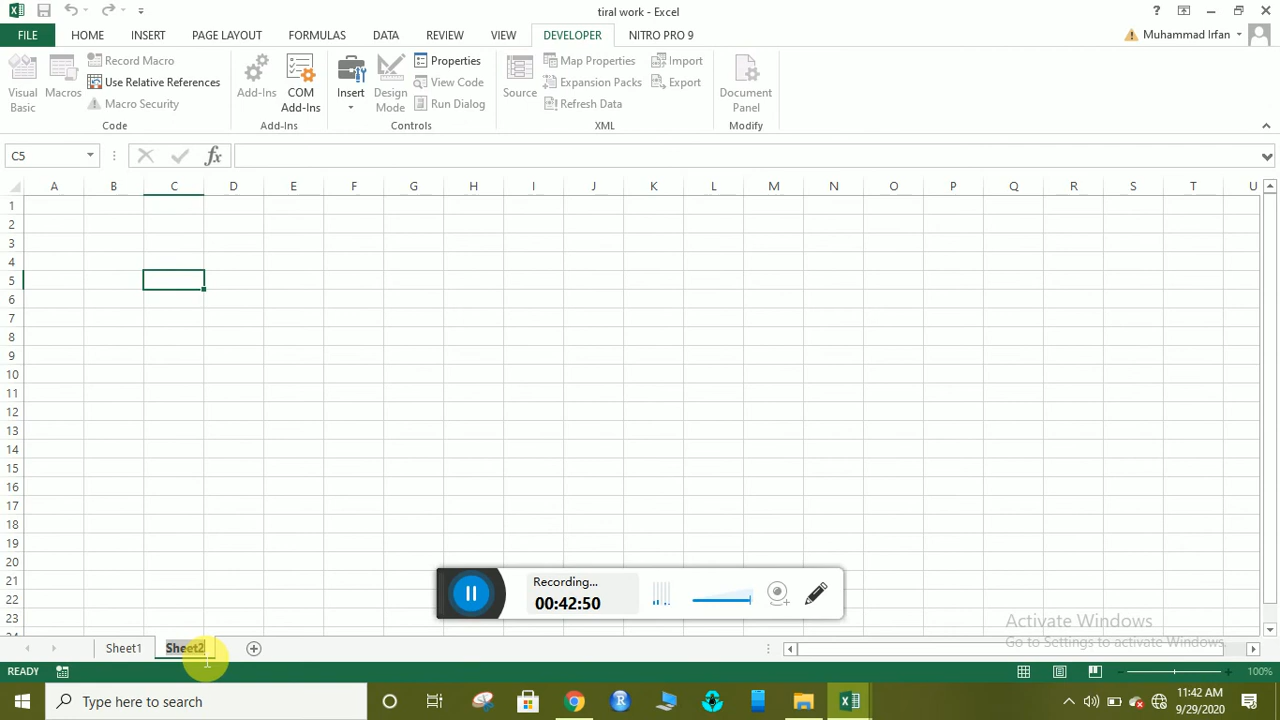 tiral work - Excel
?
FILE HOME INSERT PAGE LAYOUT FORMULAS DATA REVIEW VIEW DEVELOPER NITRO PRO 9
Muhammad Irfan
Visual Basic
Macros
Record Macro
Use Relative References
Macro Security
Code
Add-Ins
COM Add-Ins
Add-Ins
Insert
Design Mode
Properties
View Code
Run Dialog
Controls
Source
Map Properties
Expansion Packs
Refresh Data
Import
Export
XML
Document Panel
Modify
C5
fx
A B C D E F G H I J K L M N O P Q R S T U
1
2
3
4
5
6
7
8
9
10
11
12
13
14
15
16
17
18
19
20
21
22
23
24
Recording...
00:42:50
Activate Windows
Go to Settings to activate Windows.
Sheet1 Sheet2
READY
100%
Type here to search
R
11:42 AM
9/29/2020